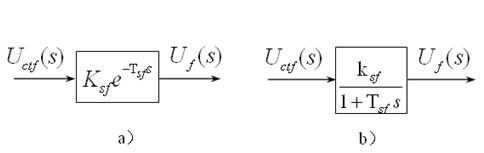 U_ctf(s) K_sf e^{-T_sf s} U_f(s)
a）
U_ctf(s) k_sf / (1+T_sf s) U_f(s)
b）